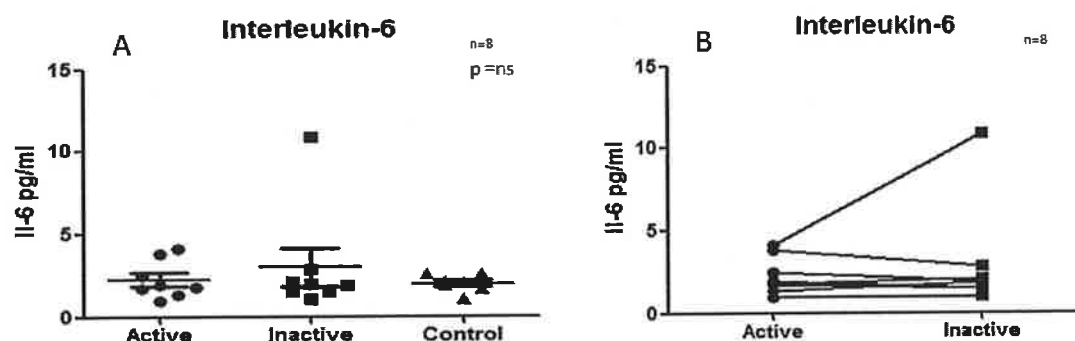 A
Interleukin-6
n=8
p=ns
15
10
5
0
Il-6 pg/ml
Active
Inactive
Control
B
Interleukin-6
n=8
15
10
5
0
Il-6 pg/ml
Active
Inactive